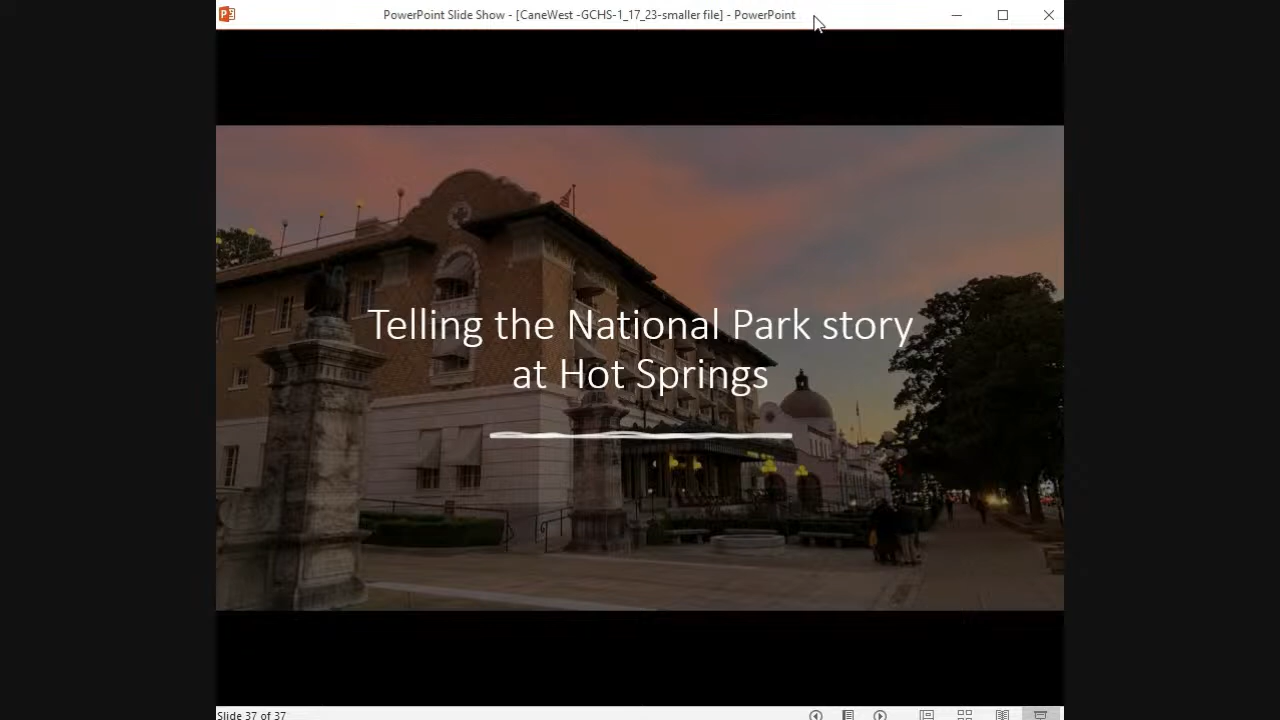 PowerPoint Slide Show - [CaneWest -GCHS-1_17_23-smaller file] - PowerPoint
Telling the National Park story
at Hot Springs
Slide 37 of 37